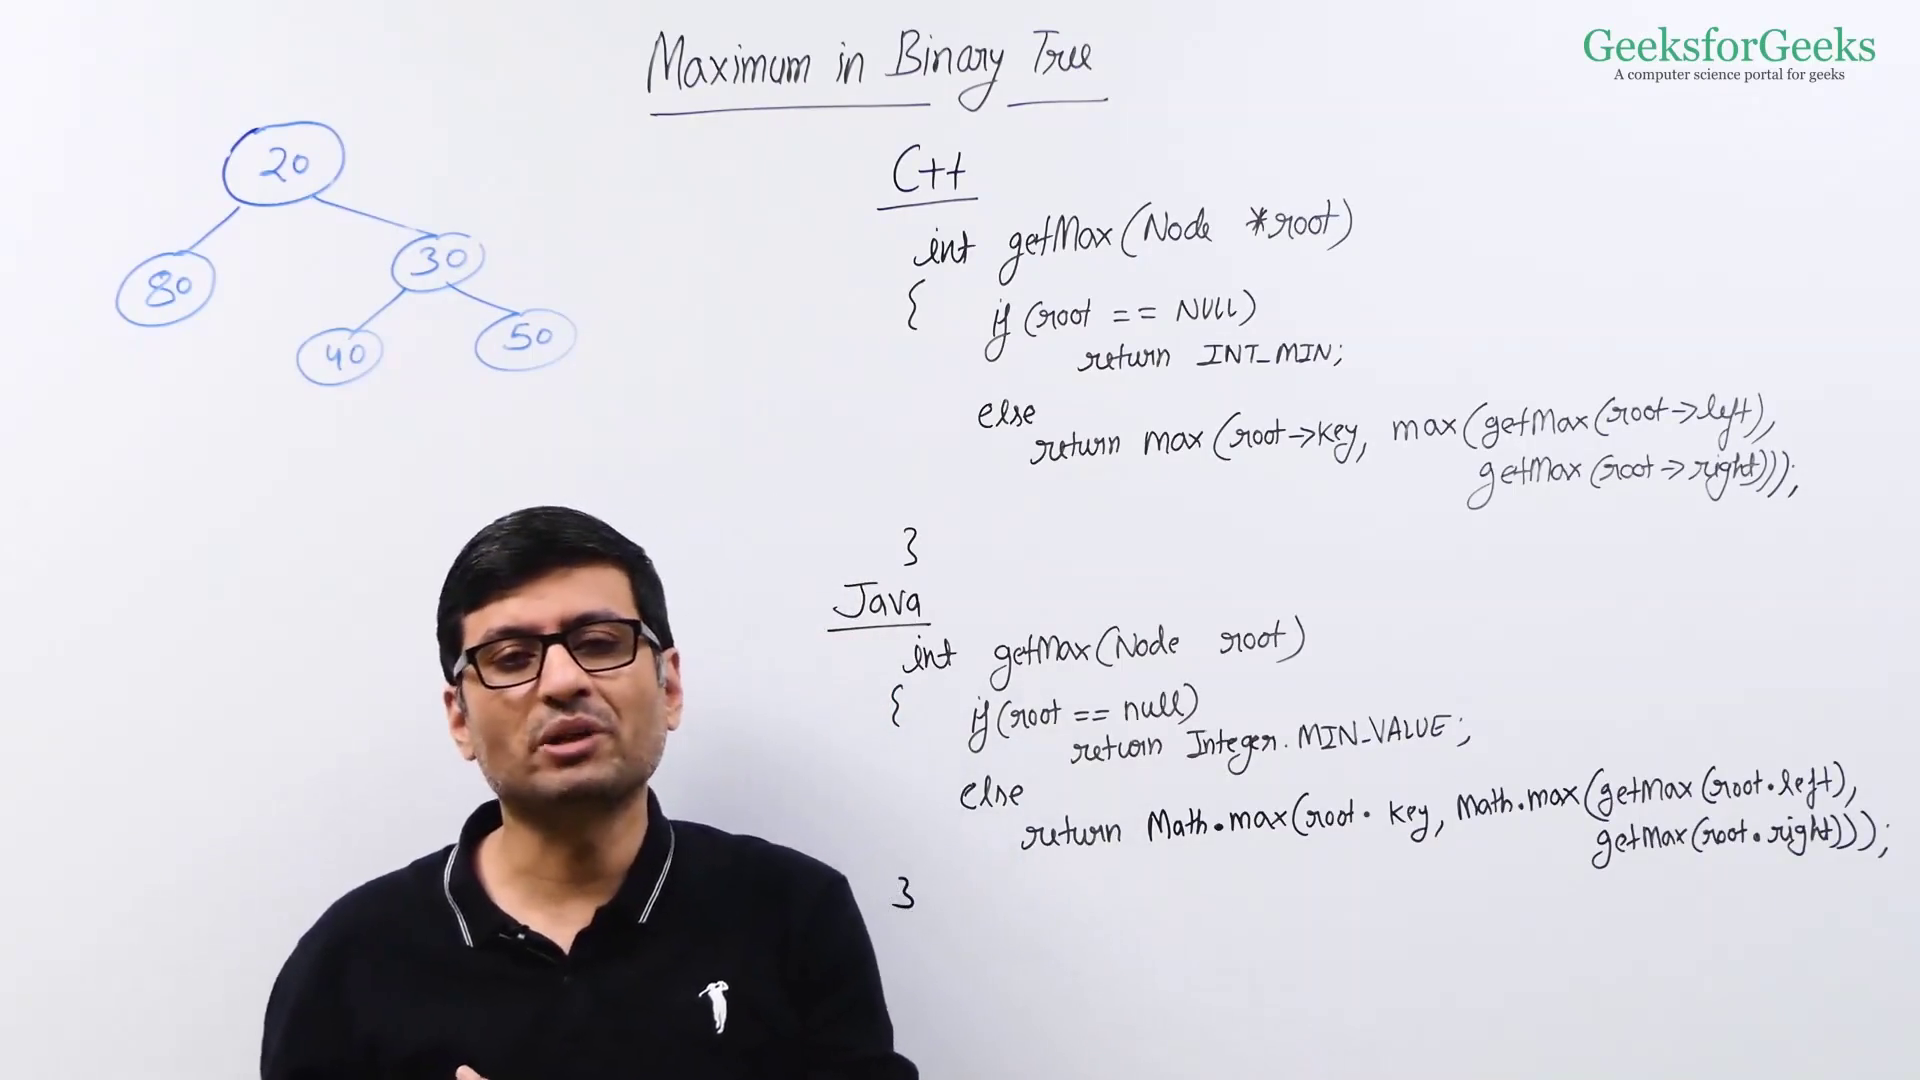 Maximum in Binary Tree
GeeksforGeeks
A computer science portal for geeks
20
80
30
40
50
C++
int getMax(Node *root)
{ if (root == NULL)
return INT_MIN;
else
return max (root->key, max(getMax(root->left),
getMax(root->right)));
}
Java
int getMax(Node root)
{ if(root == null)
return Integer.MIN_VALUE;
else
return Math.max(root.key, Math.max(getMax(root.left),
getMax(root.right)));
}